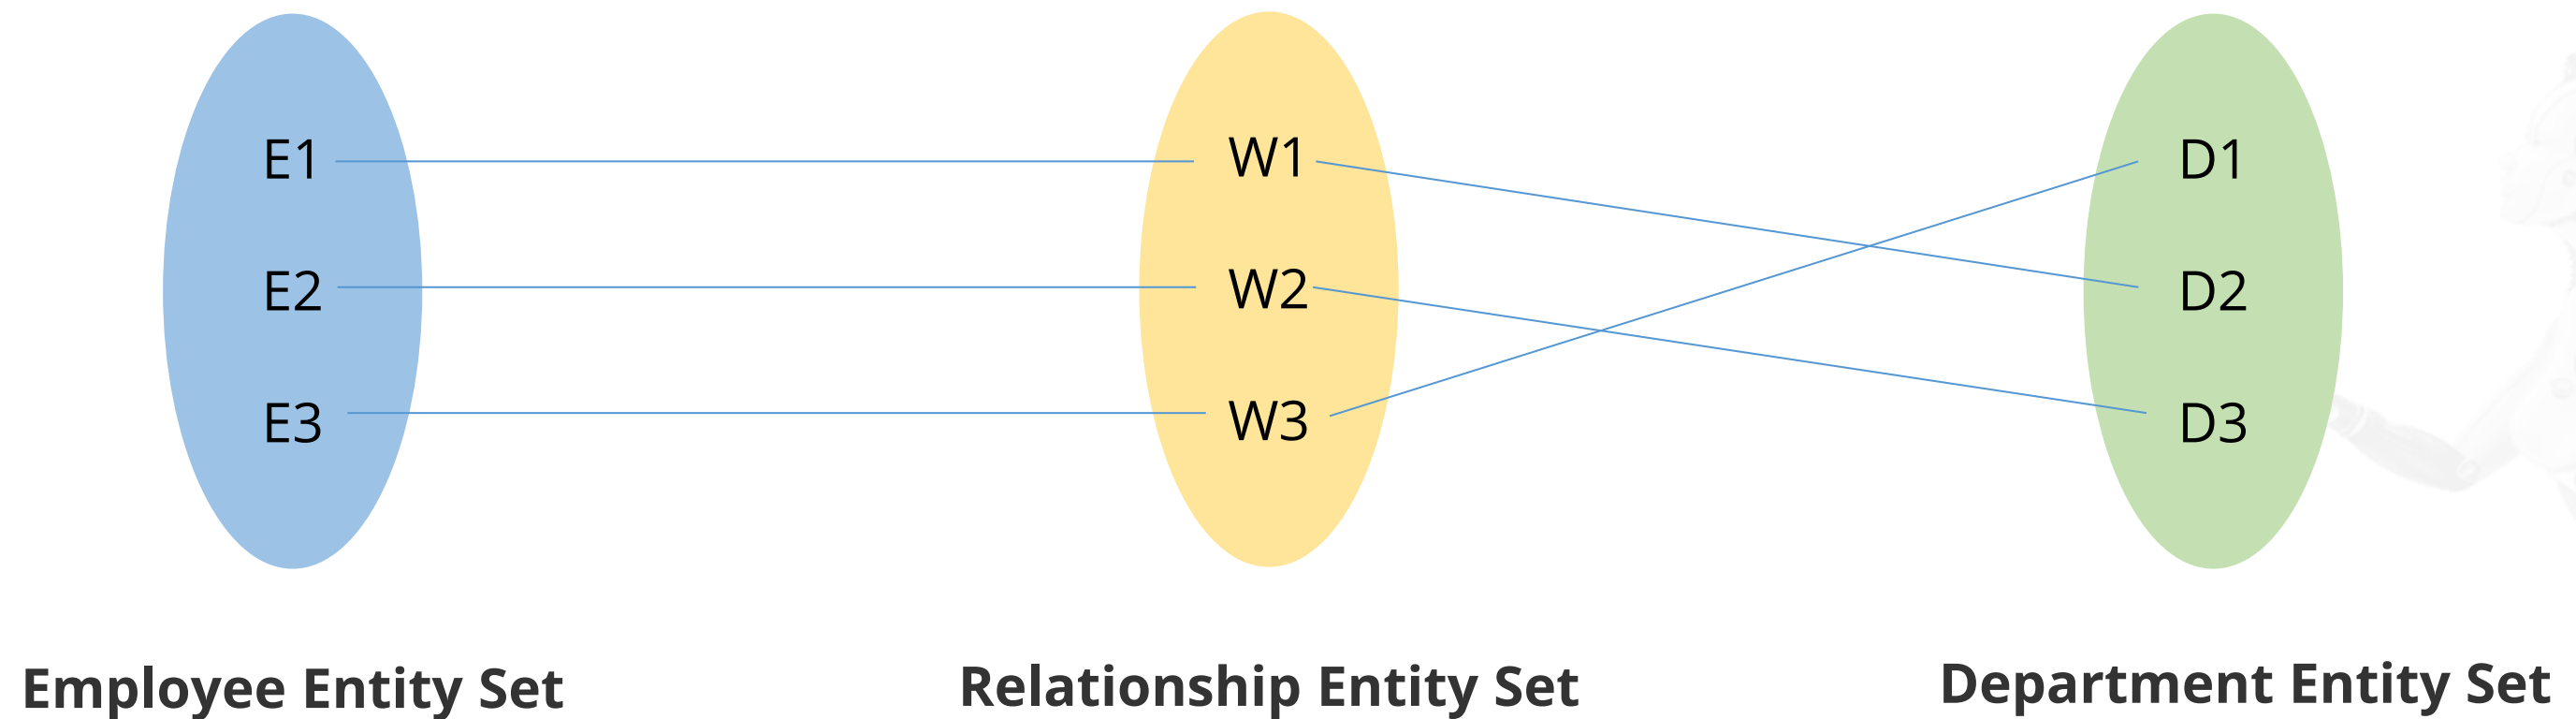 E1 W1 D1
E2 W2 D2
E3 W3 D3
Employee Entity Set Relationship Entity Set Department Entity Set